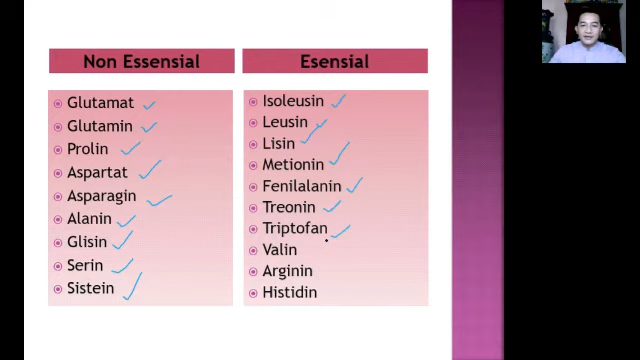 Non Essensial
Esensial
Glutamat
Glutamin
Prolin
Aspartat
Asparagin
Alanin
Glisin
Serin
Sistein
Isoleusin
Leusin
Lisin
Metionin
Fenilalanin
Treonin
Triptofan
Valin
Arginin
Histidin